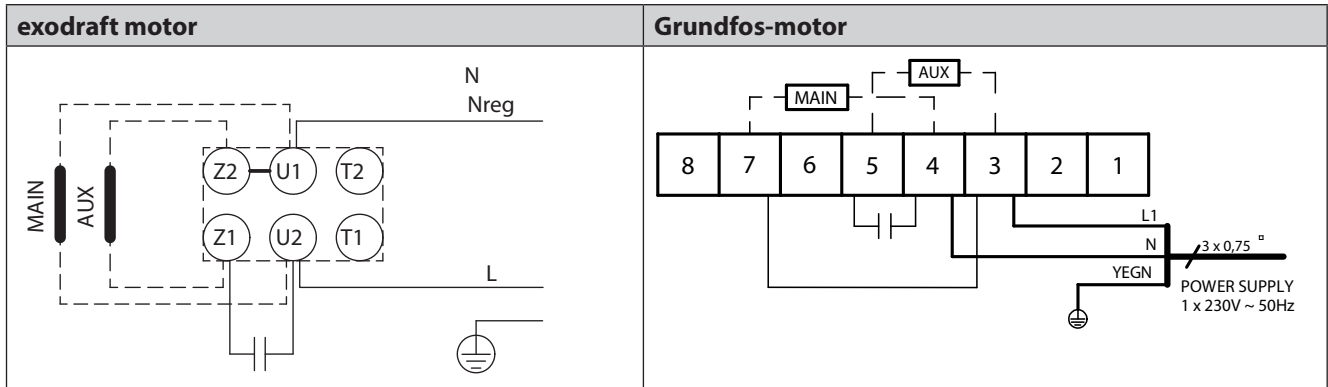 exodraft motor
N
Nreg
Z2
U1
T2
MAIN
AUX
Z1
U2
T1
L
Grundfos-motor
AUX
MAIN
8
7
6
5
4
3
2
1
L1
N
3 x 0,75 ▫
YEGN
POWER SUPPLY
1 x 230V ~ 50Hz